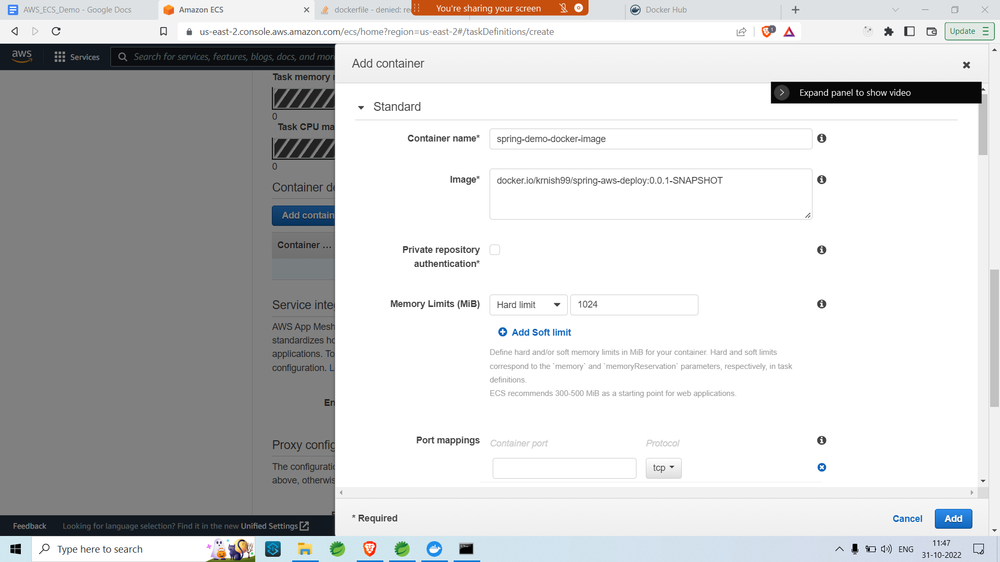 AWS_ECS_Demo - Google Docs
Amazon ECS
dockerfile - denied: re
You're sharing your screen
Docker Hub
us-east-2.console.aws.amazon.com/ecs/home?region=us-east-2#/taskDefinitions/create
1
Update
aws
Services
Search for services, features, blogs, docs, and mor
Task memory
0
Task CPU ma
0
Container de
Add contain
Container ...
Service inte
AWS App Mesh
standardizes ho
applications. To
configuration. L
En
Proxy config
The configuratio
above, otherwis
Add container
Expand panel to show video
Standard
Container name*
spring-demo-docker-image
Image*
docker.io/krnish99/spring-aws-deploy:0.0.1-SNAPSHOT
Private repository
authentication*
Memory Limits (MiB)
Hard limit
1024
Add Soft limit
Define hard and/or soft memory limits in MiB for your container. Hard and soft limits
correspond to the `memory` and `memoryReservation` parameters, respectively, in task
definitions.
ECS recommends 300-500 MiB as a starting point for web applications.
Port mappings
Container port
Protocol
tcp
* Required
Cancel
Add
Feedback
Looking for language selection? Find it in the new Unified Settings
Type here to search
ENG
11:47
31-10-2022